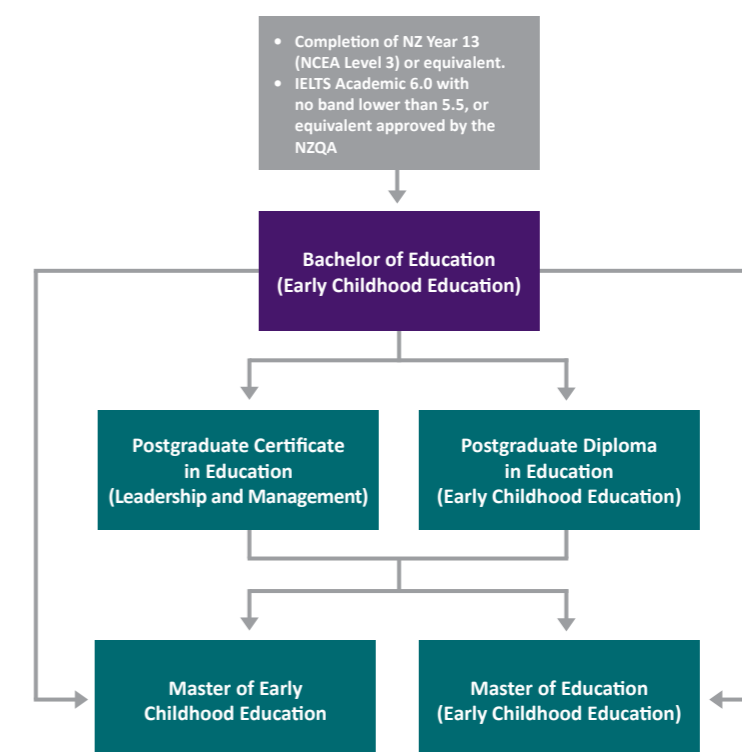 • Completion of NZ Year 13
(NCEA Level 3) or equivalent.
• IELTS Academic 6.0 with
no band lower than 5.5, or
equivalent approved by the
NZQA
Bachelor of Education
(Early Childhood Education)
Postgraduate Certificate
in Education
(Leadership and Management)
Postgraduate Diploma
in Education
(Early Childhood Education)
Master of Early
Childhood Education
Master of Education
(Early Childhood Education)